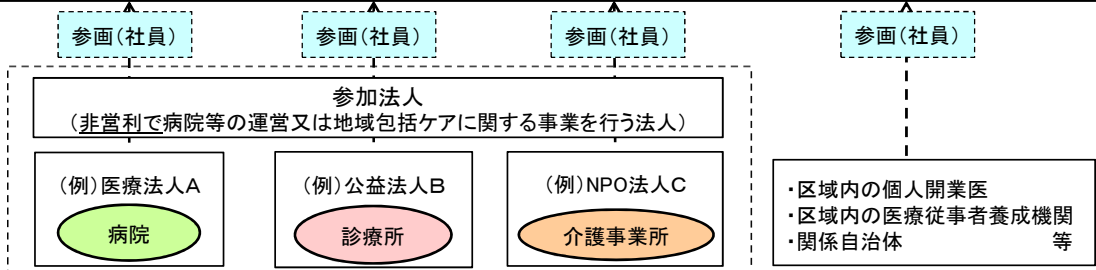 参画(社員)
参画(社員)
参画(社員)
参画(社員)
参加法人
(非営利で病院等の運営又は地域包括ケアに関する事業を行う法人)
(例)医療法人A
病院
(例)公益法人B
診療所
(例)NPO法人C
介護事業所
・区域内の個人開業医
・区域内の医療従事者養成機関
・関係自治体　　　　　　等